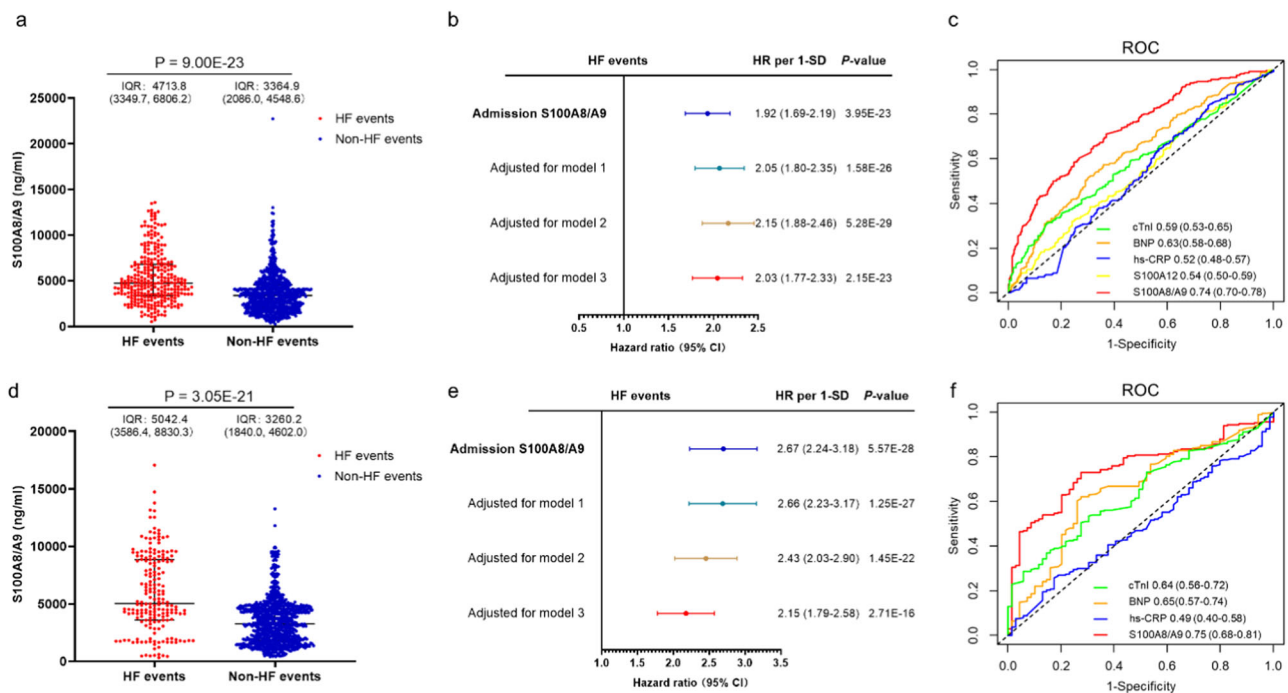 a
P = 9.00E-23
IQR: 4713.8
(3349.7, 6806.2)
IQR: 3364.9
(2086.0, 4548.6)
HF events
Non-HF events
S100A8/A9 (ng/ml)
25000
20000
15000
10000
5000
0
HF events Non-HF events
b
HF events HR per 1-SD P-value
Admission S100A8/A9 1.92 (1.69-2.19) 3.95E-23
Adjusted for model 1 2.05 (1.80-2.35) 1.58E-26
Adjusted for model 2 2.15 (1.88-2.46) 5.28E-29
Adjusted for model 3 2.03 (1.77-2.33) 2.15E-23
0.5 1.0 1.5 2.0 2.5
Hazard ratio (95% CI)
c
ROC
Sensitivity
1.0
0.8
0.6
0.4
0.2
0.0
cTnI 0.59 (0.53-0.65)
BNP 0.63(0.58-0.68)
hs-CRP 0.52 (0.48-0.57)
S100A12 0.54 (0.50-0.59)
S100A8/A9 0.74 (0.70-0.78)
0.0 0.2 0.4 0.6 0.8 1.0
1-Specificity
d
P = 3.05E-21
IQR: 5042.4
(3586.4, 8830.3)
IQR: 3260.2
(1840.0, 4602.0)
HF events
Non-HF events
S100A8/A9 (ng/ml)
20000
15000
10000
5000
0
HF events Non-HF events
e
HF events HR per 1-SD P-value
Admission S100A8/A9 2.67 (2.24-3.18) 5.57E-28
Adjusted for model 1 2.66 (2.23-3.17) 1.25E-27
Adjusted for model 2 2.43 (2.03-2.90) 1.45E-22
Adjusted for model 3 2.15 (1.79-2.58) 2.71E-16
1.0 1.5 2.0 2.5 3.0 3.5
Hazard ratio (95% CI)
f
ROC
Sensitivity
1.0
0.8
0.6
0.4
0.2
0.0
cTnI 0.64 (0.56-0.72)
BNP 0.65(0.57-0.74)
hs-CRP 0.49 (0.40-0.58)
S100A8/A9 0.75 (0.68-0.81)
0.0 0.2 0.4 0.6 0.8 1.0
1-Specificity